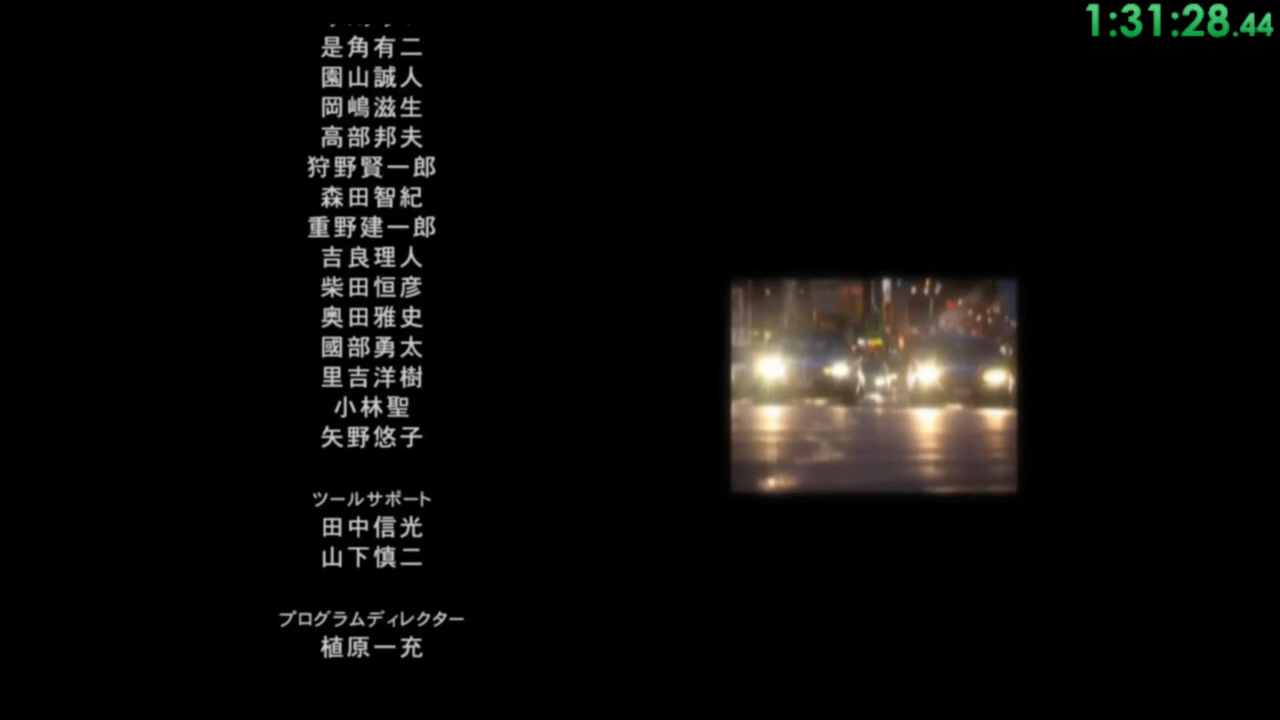 1:31:28.44
是角有二
園山誠人
岡嶋滋生
高部邦夫
狩野賢一郎
森田智紀
重野建一郎
吉良理人
柴田恒彦
奥田雅史
國部勇太
里吉洋樹
小林聖
矢野悠子
ツールサポート
田中信光
山下慎二
プログラムディレクター
植原一充